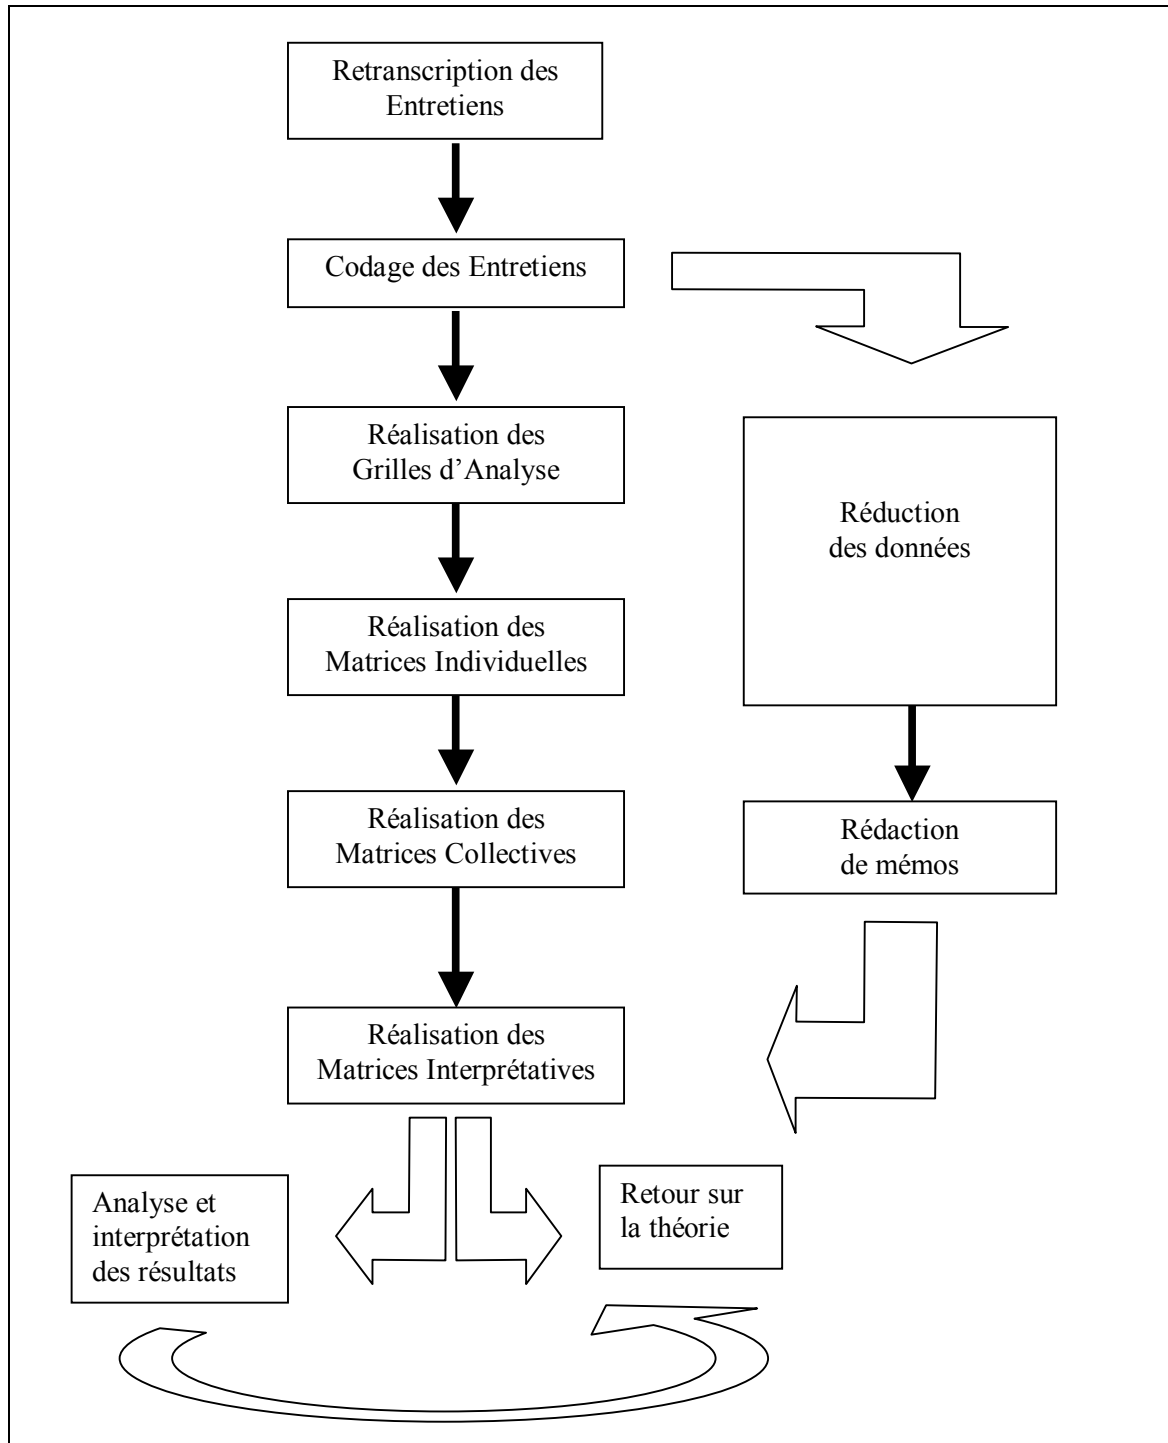 Retranscription des
Entretiens
Codage des Entretiens
Réalisation des
Grilles d’Analyse
Réduction
des données
Réalisation des
Matrices Individuelles
Réalisation des
Matrices Collectives
Rédaction
de mémos
Réalisation des
Matrices Interprétatives
Analyse et
interprétation
des résultats
Retour sur
la théorie